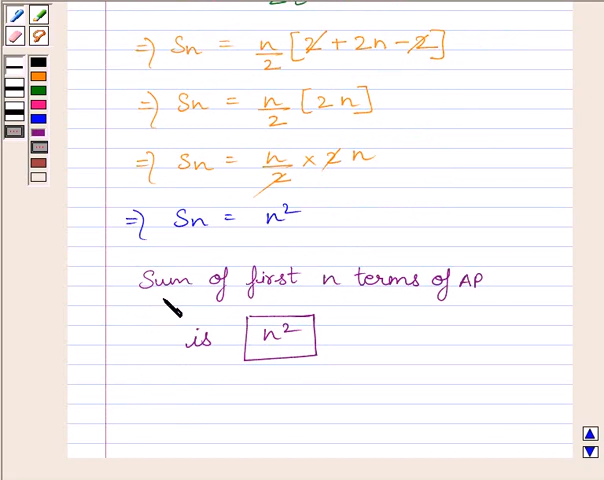 =) Sn = n/2 [2 + 2n - 2]
=) Sn = n/2 [2n]
=) Sn = n/2 × 2 n
=) Sn = n²
Sum of first n terms of AP
is n²